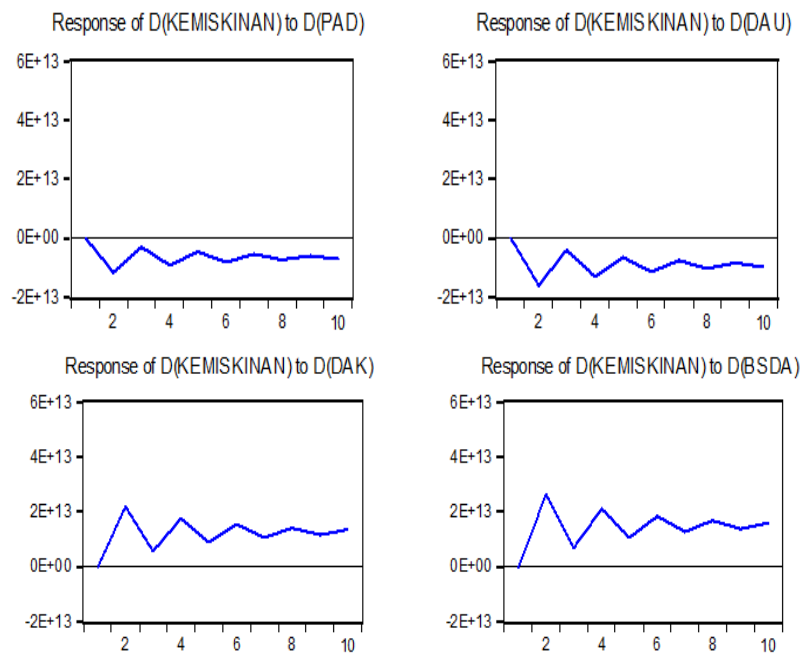 Response of D(KEMISKINAN) to D(PAD)
6E+13
4E+13
2E+13
0E+00
-2E+13
2 4 6 8 10
Response of D(KEMISKINAN) to D(DAU)
6E+13
4E+13
2E+13
0E+00
-2E+13
2 4 6 8 10
Response of D(KEMISKINAN) to D(DAK)
6E+13
4E+13
2E+13
0E+00
-2E+13
2 4 6 8 10
Response of D(KEMISKINAN) to D(BSDA)
6E+13
4E+13
2E+13
0E+00
-2E+13
2 4 6 8 10